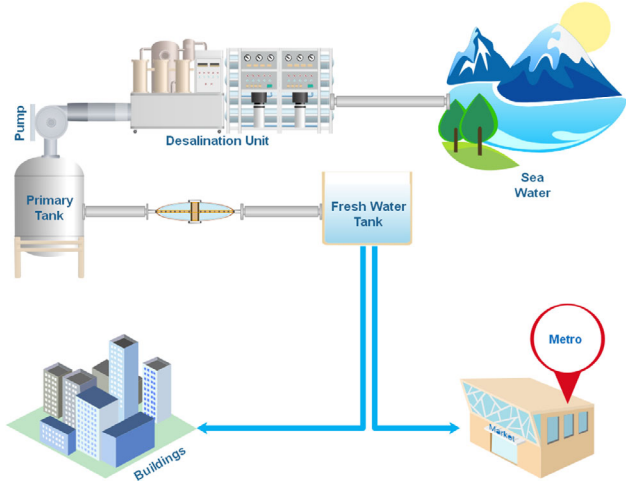 Pump
Desalination Unit
Sea
Water
Primary
Tank
Fresh Water
Tank
Metro
Market
Buildings